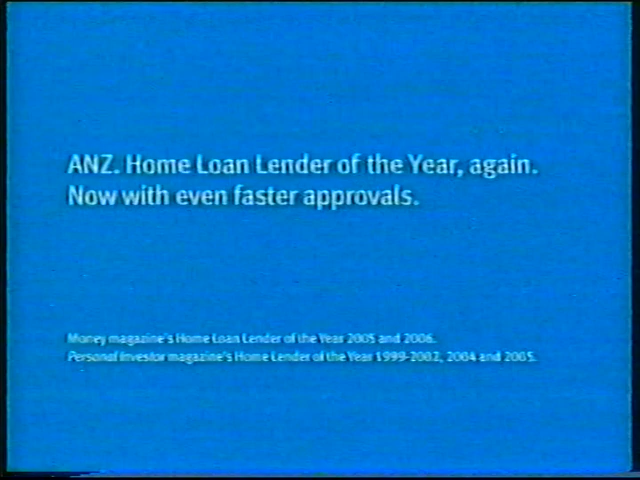 ANZ. Home Loan Lender of the Year, again.
Now with even faster approvals.
Money magazine's Home Loan Lender of the Year 2005 and 2006.
Personal Investor magazine's Home Lender of the Year 1999-2002, 2004 and 2005.